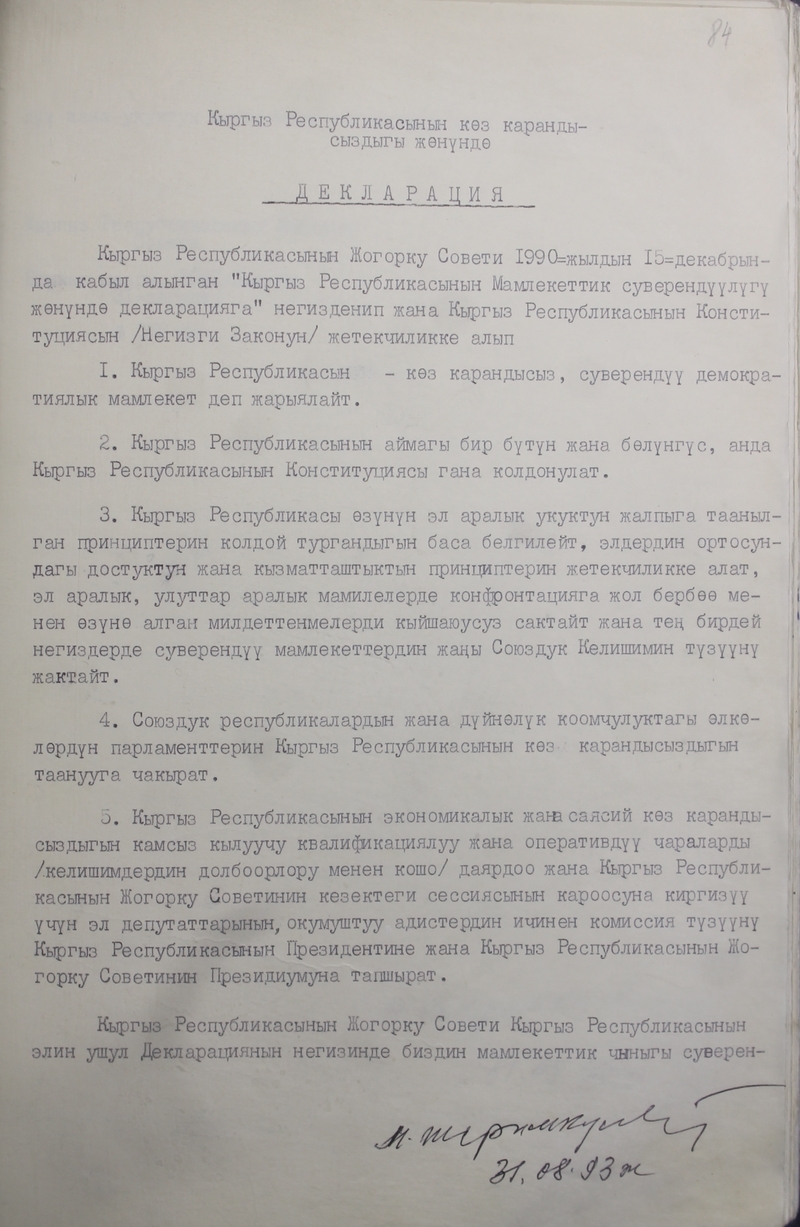 84
Кыргыз Республикасынын көз каранды-
сыздыгы жөнүндө
Д Е К Л А Р А Ц И Я
Кыргыз Республикасынын Жогорку Совети 1990=жылдын 15=декабрын-
да кабыл алынган "Кыргыз Республикасынын Мамлекеттик суверендүүлүгү
жөнүндө декларацияга" негизденип жана Кыргыз Республикасынын Консти-
туциясын /Негизги Законун/ жетекчиликке алып
1. Кыргыз Республикасын - көз карандысыз, суверендүү демокра-
тиялык мамлекет деп жарыялайт.
2. Кыргыз Республикасынын аймагы бир бүтүн жана бөлүнгүс, анда
Кыргыз Республикасынын Конституциясы гана колдонулат.
3. Кыргыз Республикасы өзүнүн эл аралык укуктун жалпыга тааныл-
ган принциптерин колдой тургандыгын баса белгилейт, элдердин ортосун-
дагы достуктун жана кызматташтыктын принциптерин жетекчиликке алат,
эл аралык, улуттар аралык мамилелерде конфронтацияга жол бербөө ме-
нен өзүнө алган милдеттенмелерди кыйшаюусуз сактайт жана тең бирдей
негиздерде суверендүү мамлекеттердин жаңы Союздук Келишимин түзүүнү
жактайт.
4. Союздук республикалардын жана дүйнөлүк коомчулуктагы өлкө-
лөрдүн парламенттерин Кыргыз Республикасынын көз карандысыздыгын
таанууга чакырат.
5. Кыргыз Республикасынын экономикалык жана саясий көз каранды-
сыздыгын камсыз кылуучу квалификациялуу жана оперативдүү чараларды
/келишимдердин долбоорлору менен кошо/ даярдоо жана Кыргыз Республи-
касынын Жогорку Советинин кезектеги сессиясынын кароосуна киргизүү
үчүн эл депутаттарынын, окумуштуу адистердин ичинен комиссия түзүүнү
Кыргыз Республикасынын Президентине жана Кыргыз Республикасынын Жо-
горку Советинин Президиумуна тапшырат.
Кыргыз Республикасынын Жогорку Совети Кыргыз Республикасынын
элин ушул Декларациянын негизинде биздин мамлекеттик чыныгы суверен-
31.08.93ж